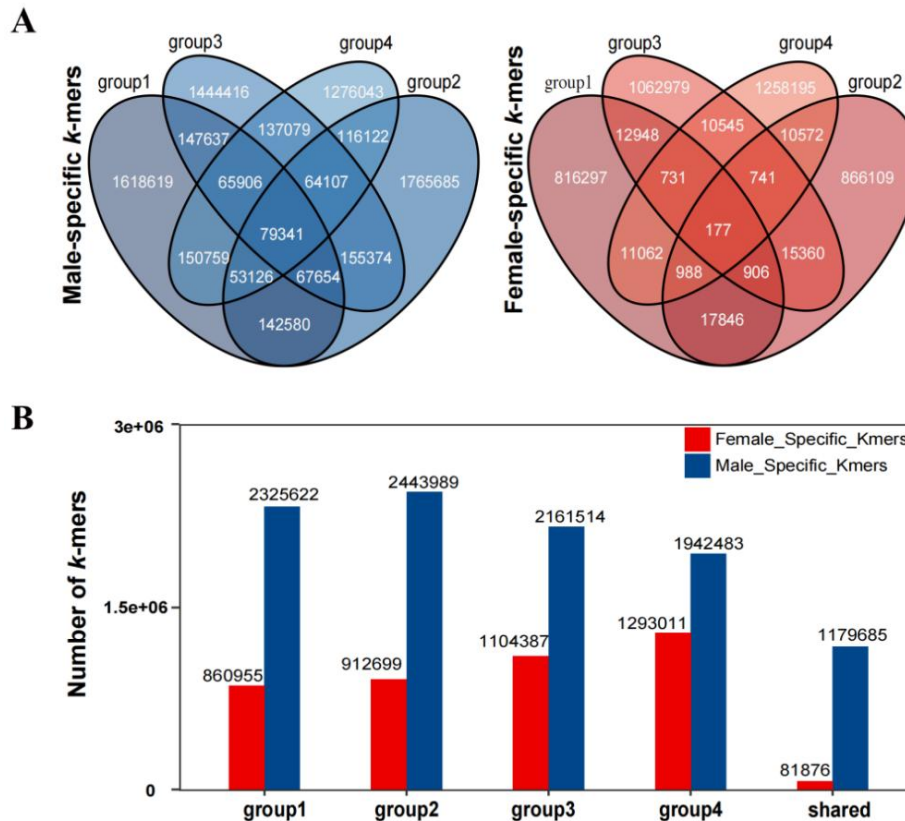 A
Male-specific k-mers
group1
group3
group4
group2
1444416
1276043
147637
137079
116122
1618619
65906
64107
1765685
79341
150759
155374
53126
67654
142580
Female-specific k-mers
group1
group3
group4
group2
1062979
1258195
12948
10545
10572
816297
731
741
866109
177
11062
15360
988
906
17846
B
Number of k-mers
3e+06
1.5e+06
0
Female_Specific_Kmers
Male_Specific_Kmers
860955
2325622
912699
2443989
1104387
2161514
1293011
1942483
81876
1179685
group1
group2
group3
group4
shared